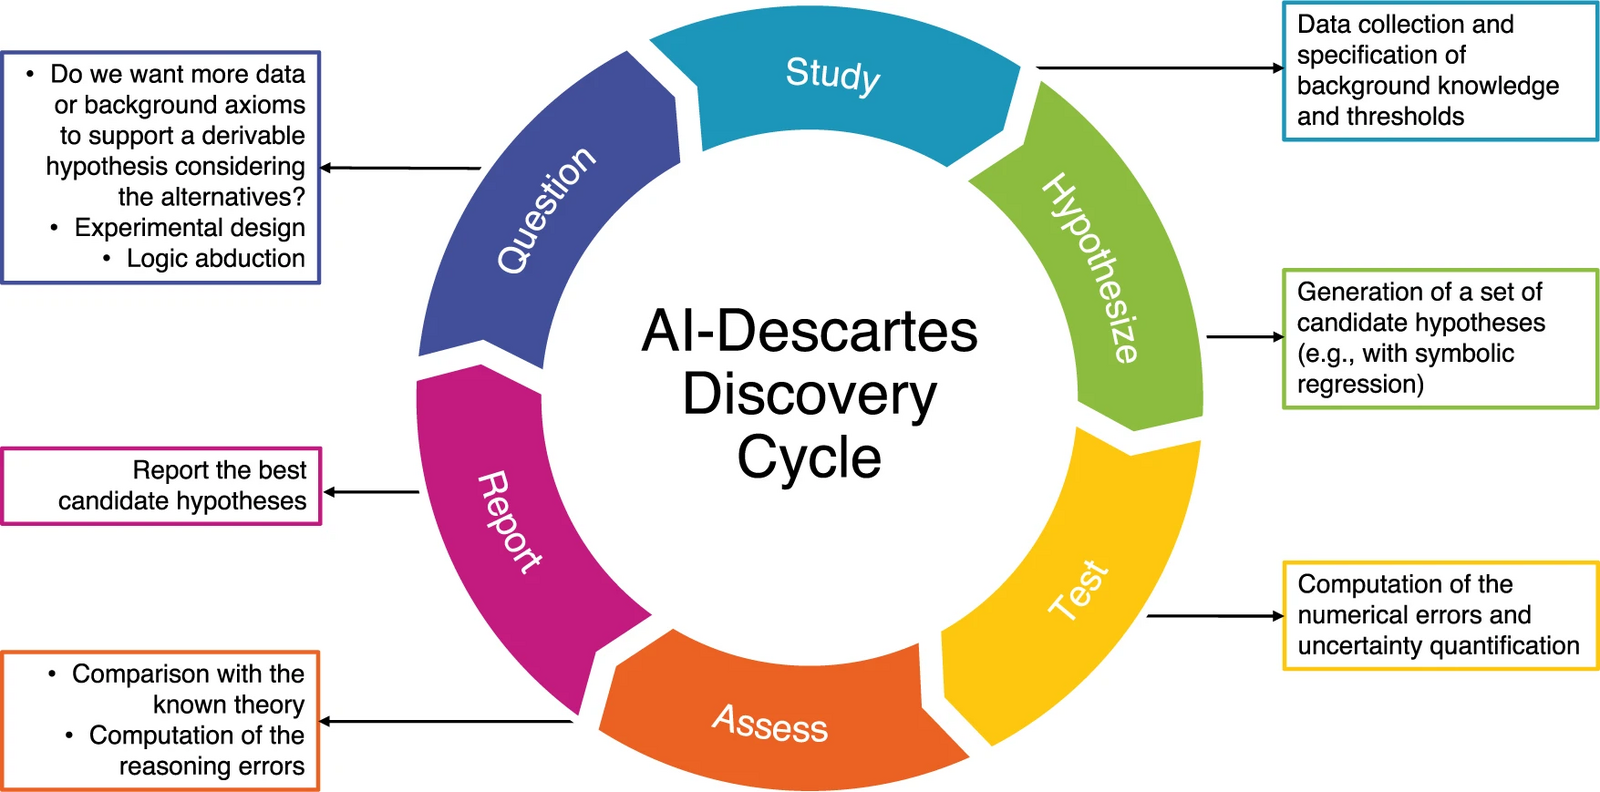 AI-Descartes
Discovery
Cycle
Study
Data collection and
specification of
background knowledge
and thresholds
Hypothesize
Generation of a set of
candidate hypotheses
(e.g., with symbolic
regression)
Test
Computation of the
numerical errors and
uncertainty quantification
Assess
• Comparison with the
known theory
• Computation of the
reasoning errors
Report
Report the best
candidate hypotheses
Question
• Do we want more data
or background axioms
to support a derivable
hypothesis considering
the alternatives?
• Experimental design
• Logic abduction